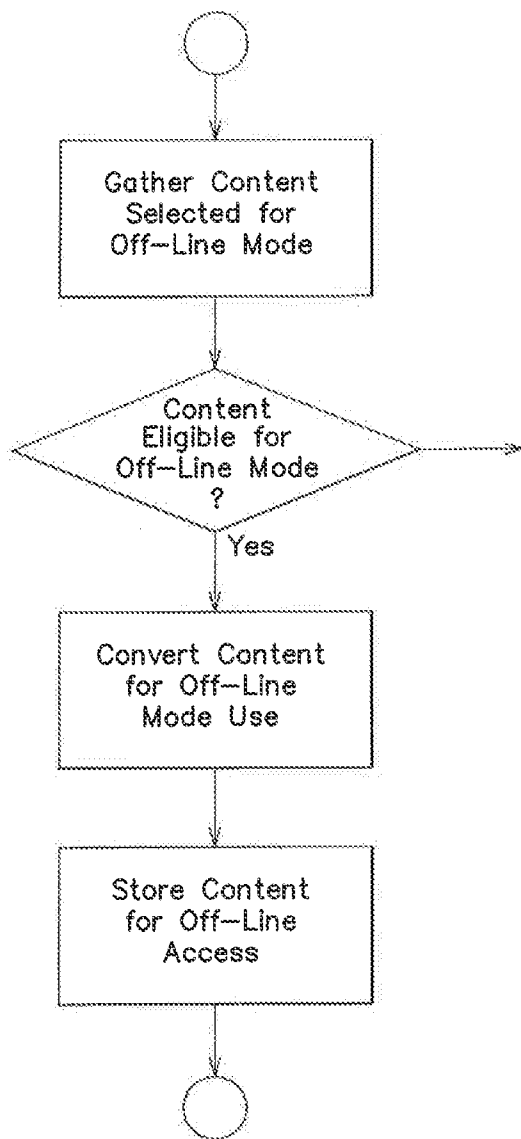 Gather Content
Selected for
Off-Line Mode
Content
Eligible for
Off-Line Mode
?
Yes
Convert Content
for Off-Line
Mode Use
Store Content
for Off-Line
Access